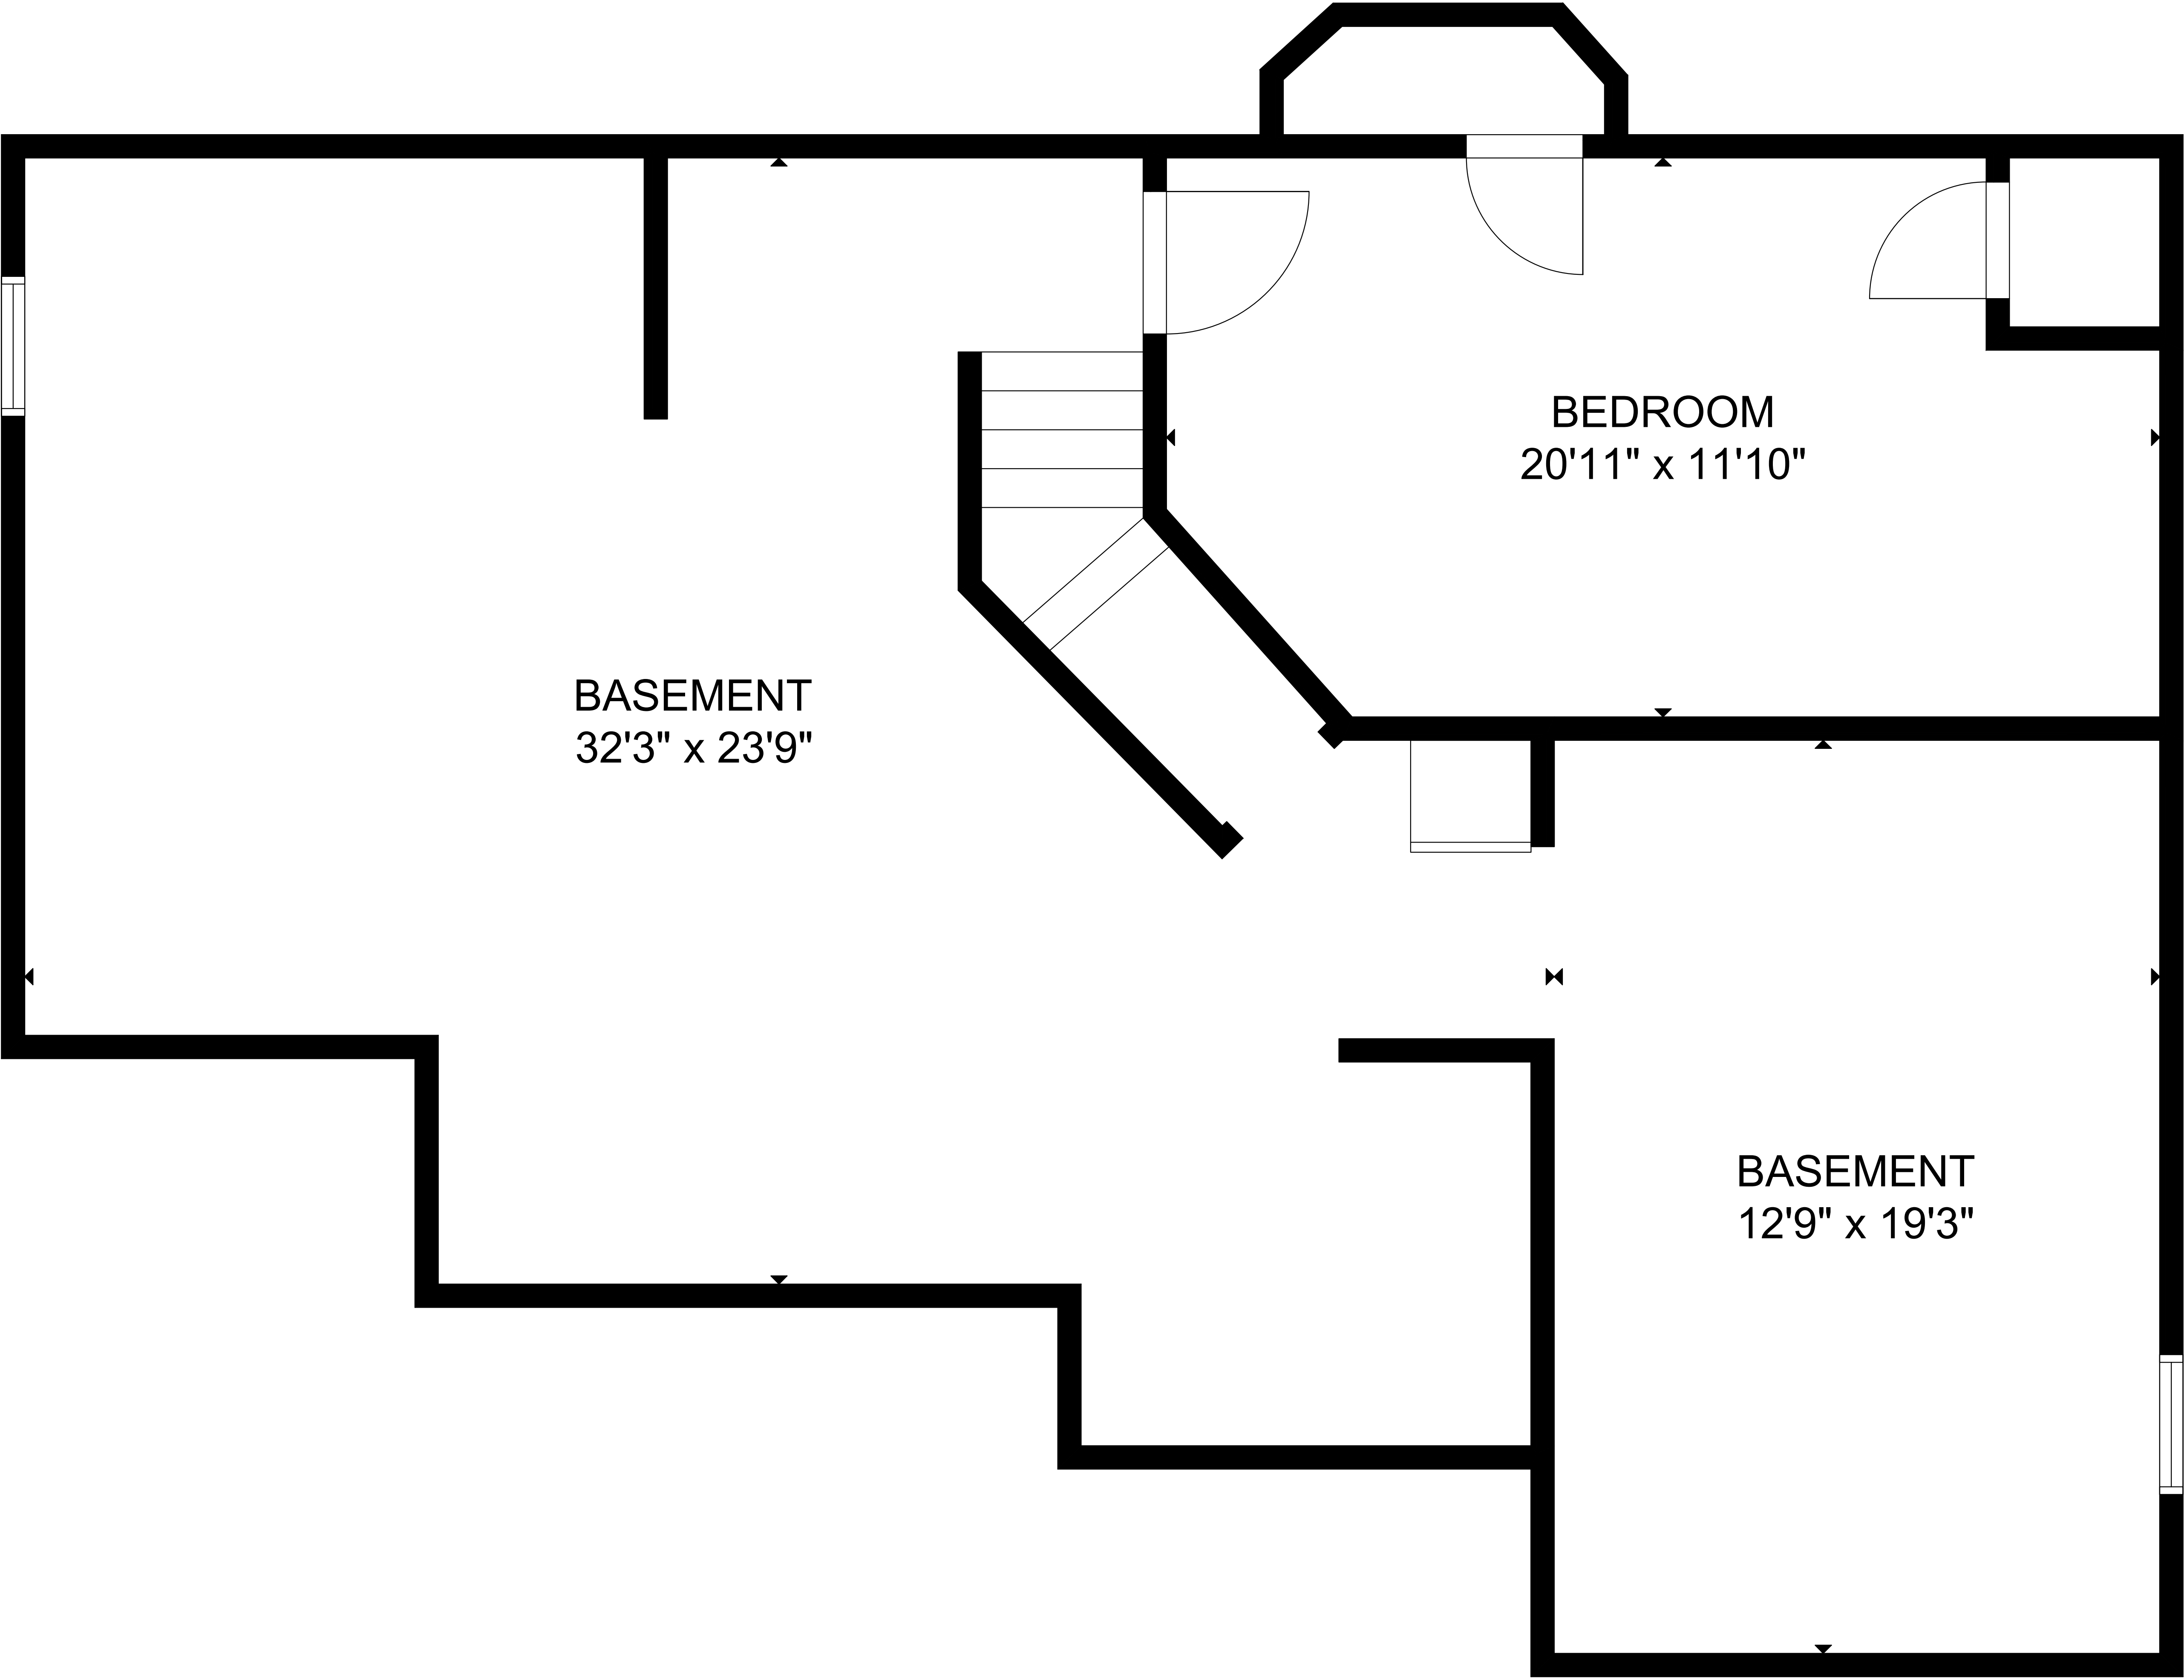 BEDROOM
20'11" x 11'10"
BASEMENT
32'3" x 23'9"
BASEMENT
12'9" x 19'3"